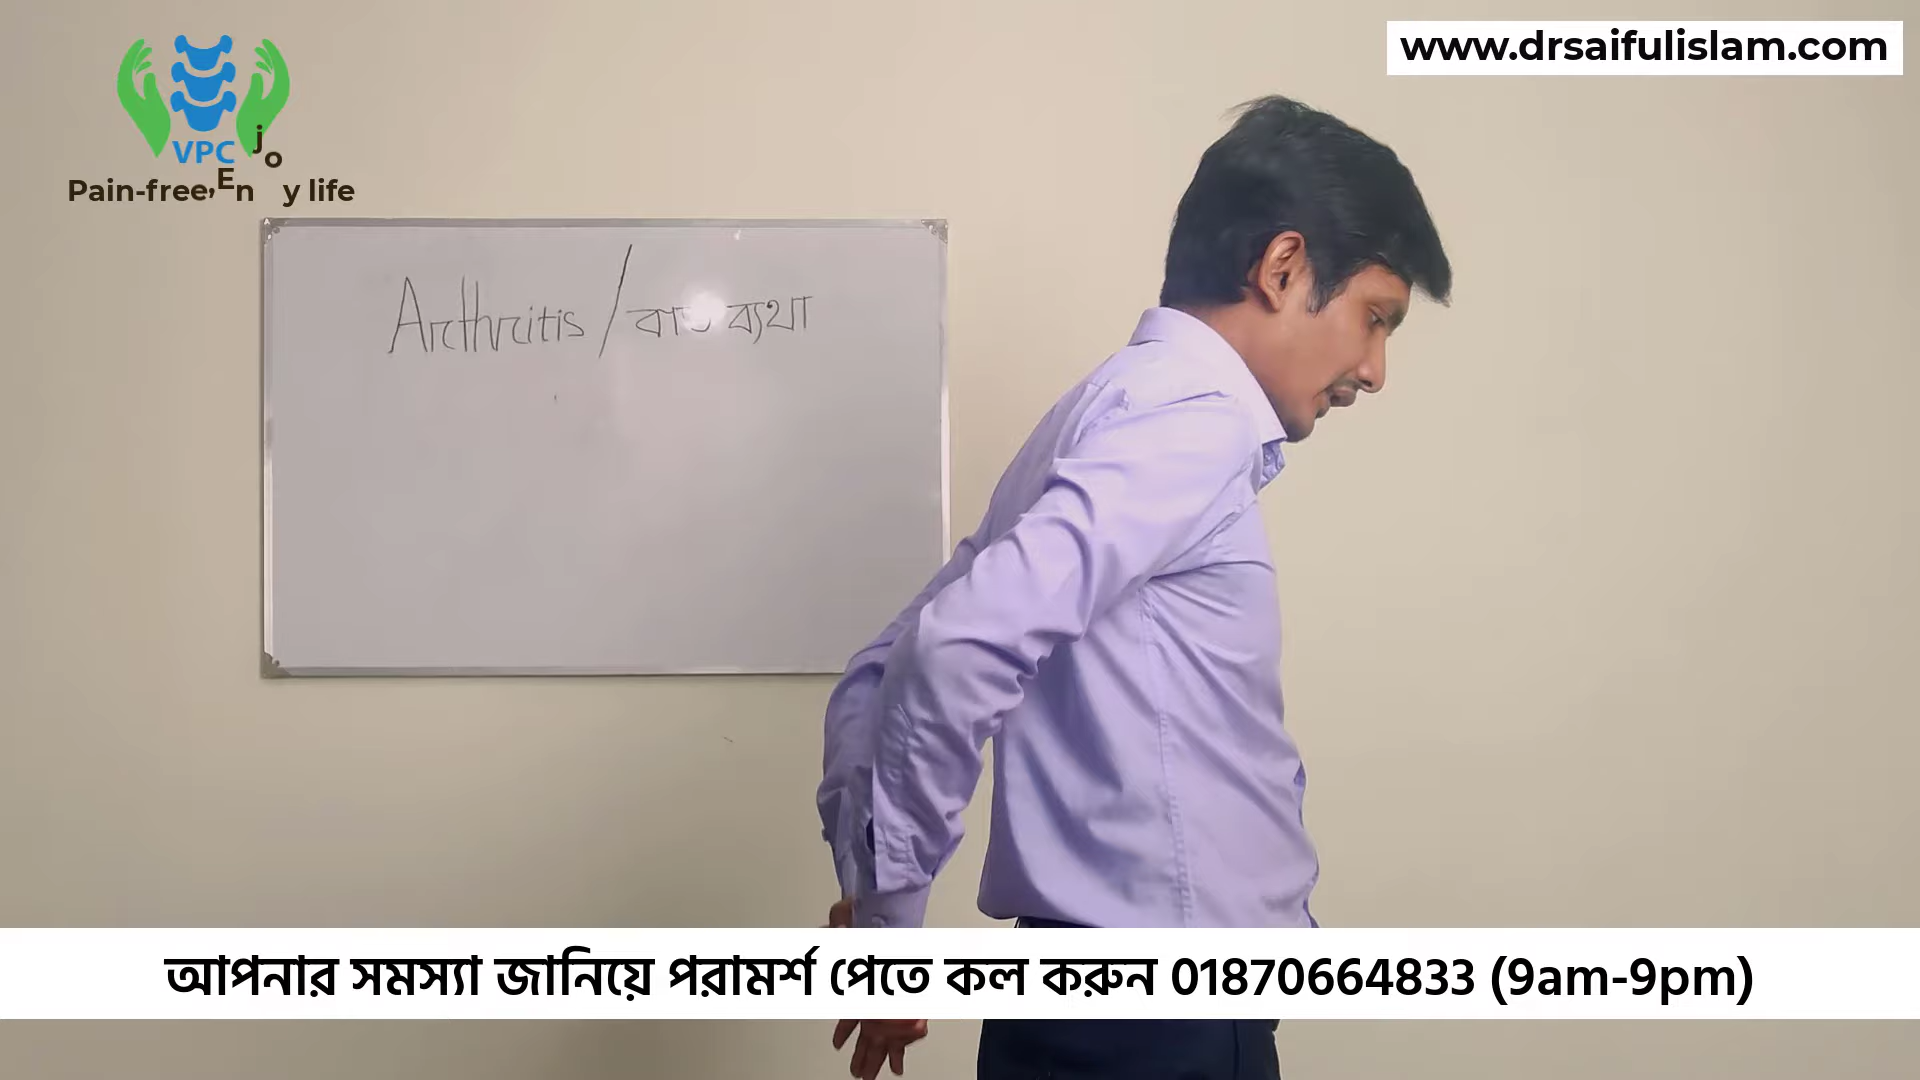 www.drsaifulislam.com
VPC
Pain-free, Enjoy life
Arthritis / বাত ব্যথা
আপনার সমস্যা জানিয়ে পরামর্শ পেতে কল করুন 01870664833 (9am-9pm)